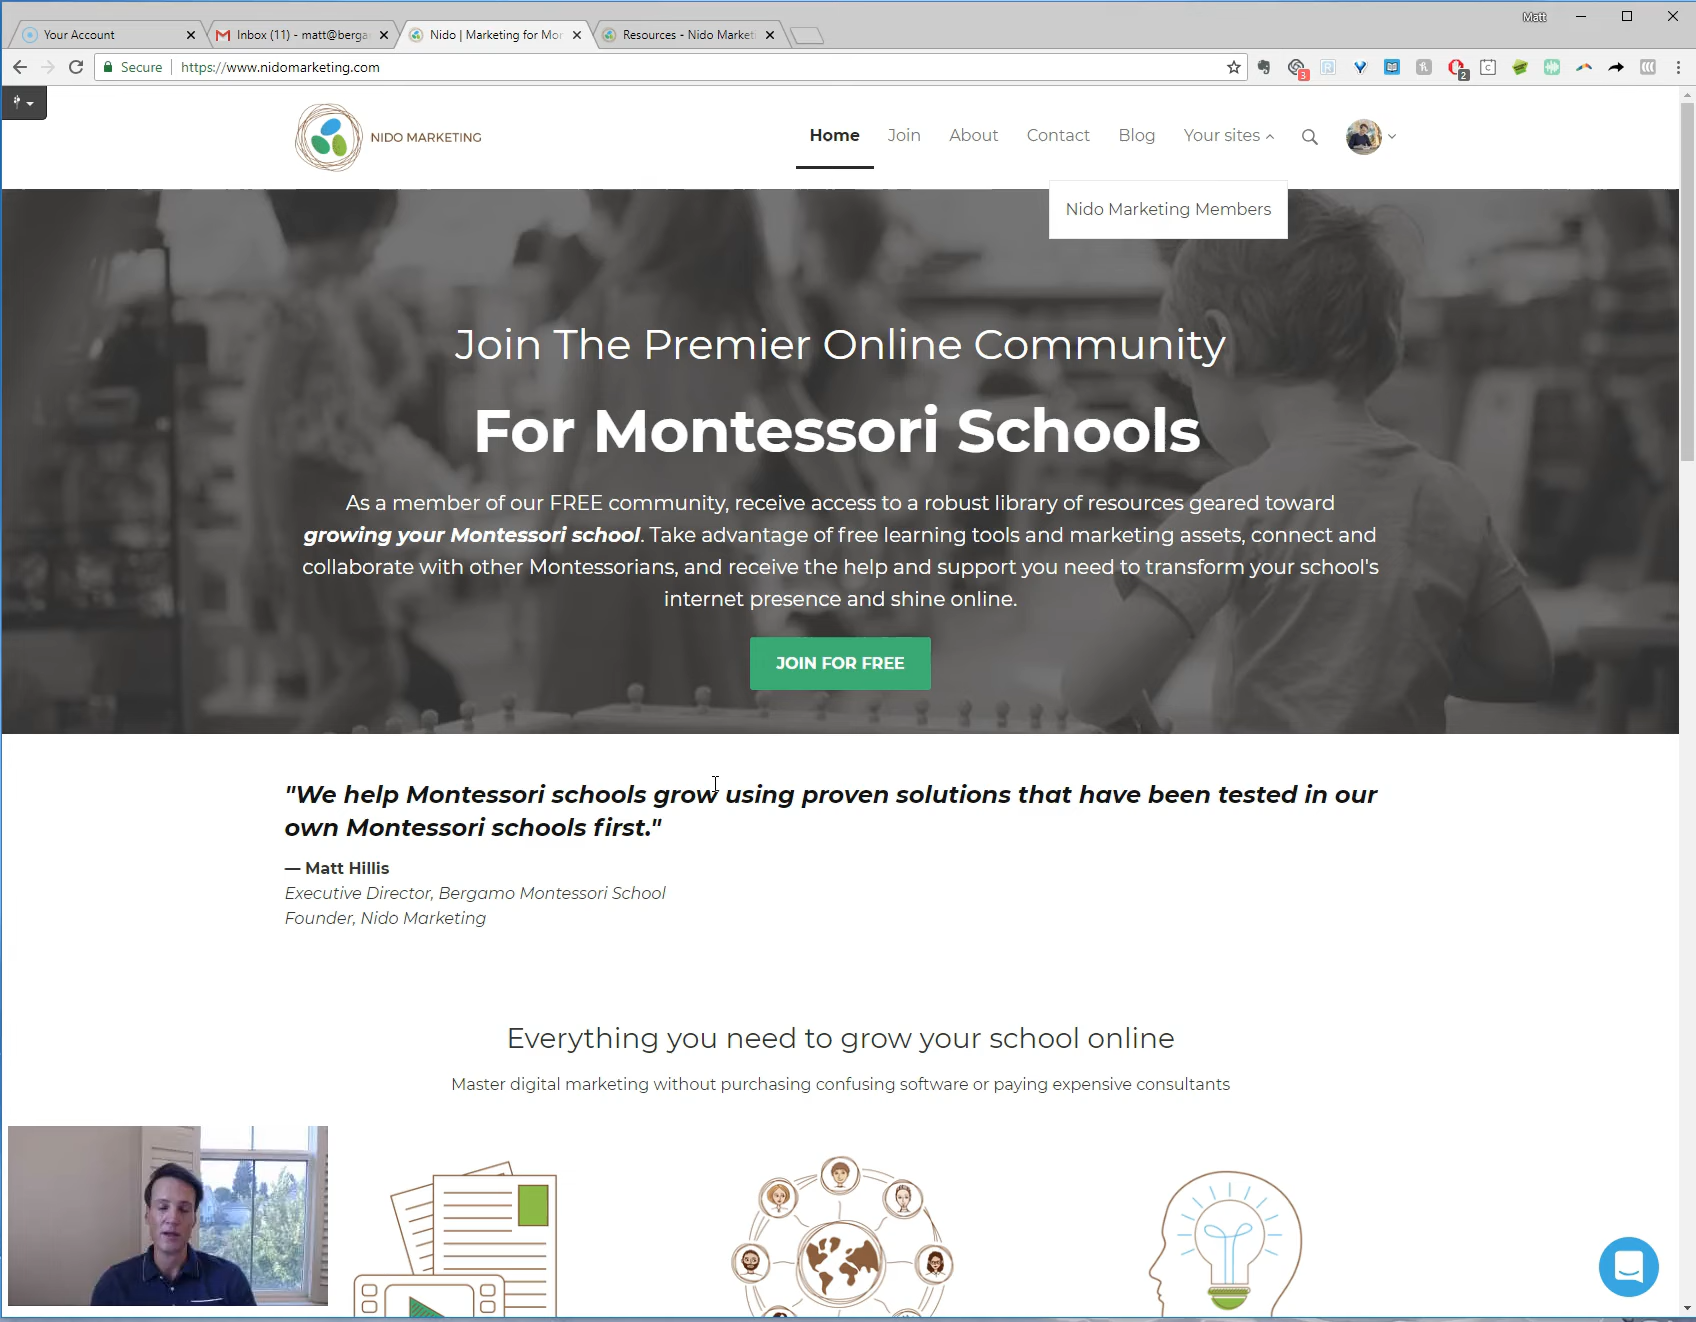 Matt
Your Account
Inbox (11) - matt@berga
Nido | Marketing for Mor
Resources - Nido Marketi
Secure
https://www.nidomarketing.com
3
2
NIDO MARKETING
Home
Join
About
Contact
Blog
Your sites
Nido Marketing Members
Join The Premier Online Community
For Montessori Schools
As a member of our FREE community, receive access to a robust library of resources geared toward
growing your Montessori school. Take advantage of free learning tools and marketing assets, connect and
collaborate with other Montessorians, and receive the help and support you need to transform your school's
internet presence and shine online.
JOIN FOR FREE
"We help Montessori schools grow using proven solutions that have been tested in our
own Montessori schools first."
— Matt Hillis
Executive Director, Bergamo Montessori School
Founder, Nido Marketing
Everything you need to grow your school online
Master digital marketing without purchasing confusing software or paying expensive consultants